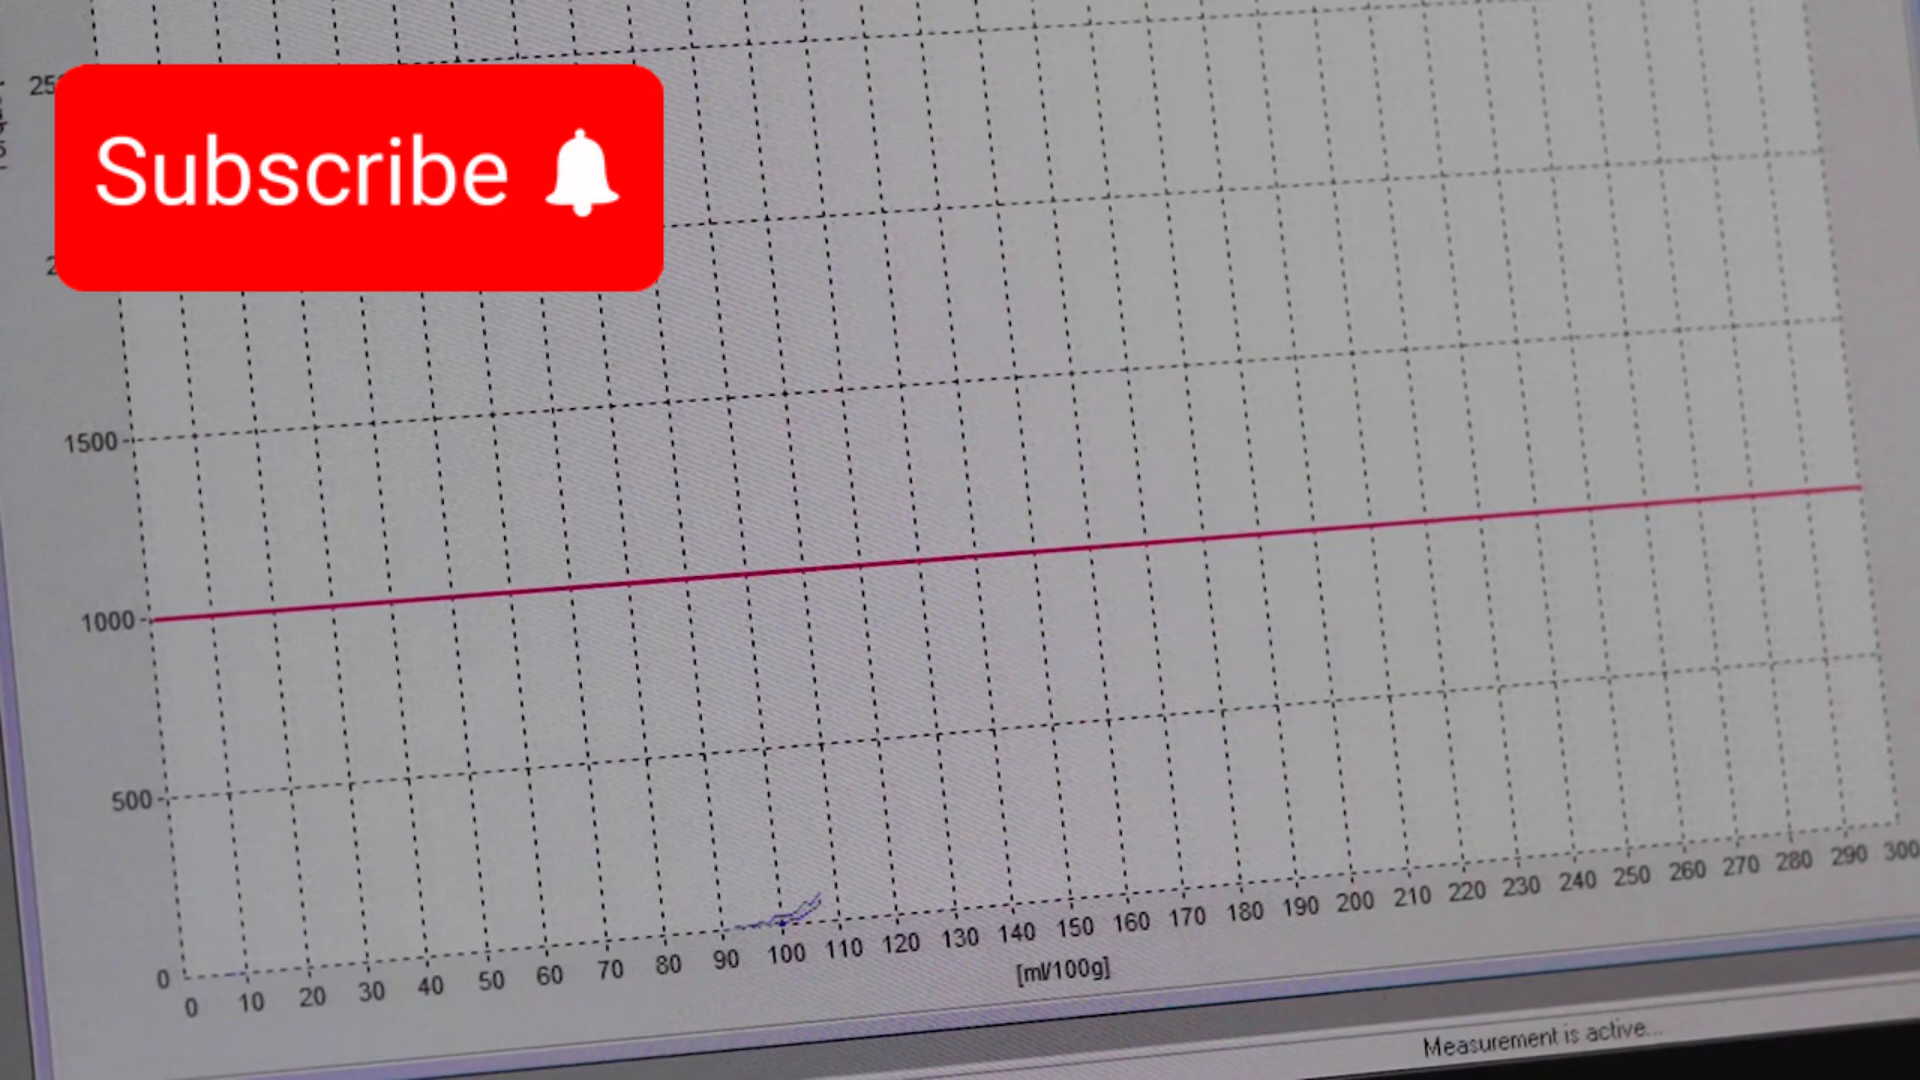 Subscribe
1500
1000
500
0
0 10 20 30 40 50 60 70 80 90 100 110 120 130 140 150 160 170 180 190 200 210 220 230 240 250 260 270 280 290 300
[ml/100g]
Measurement is active...